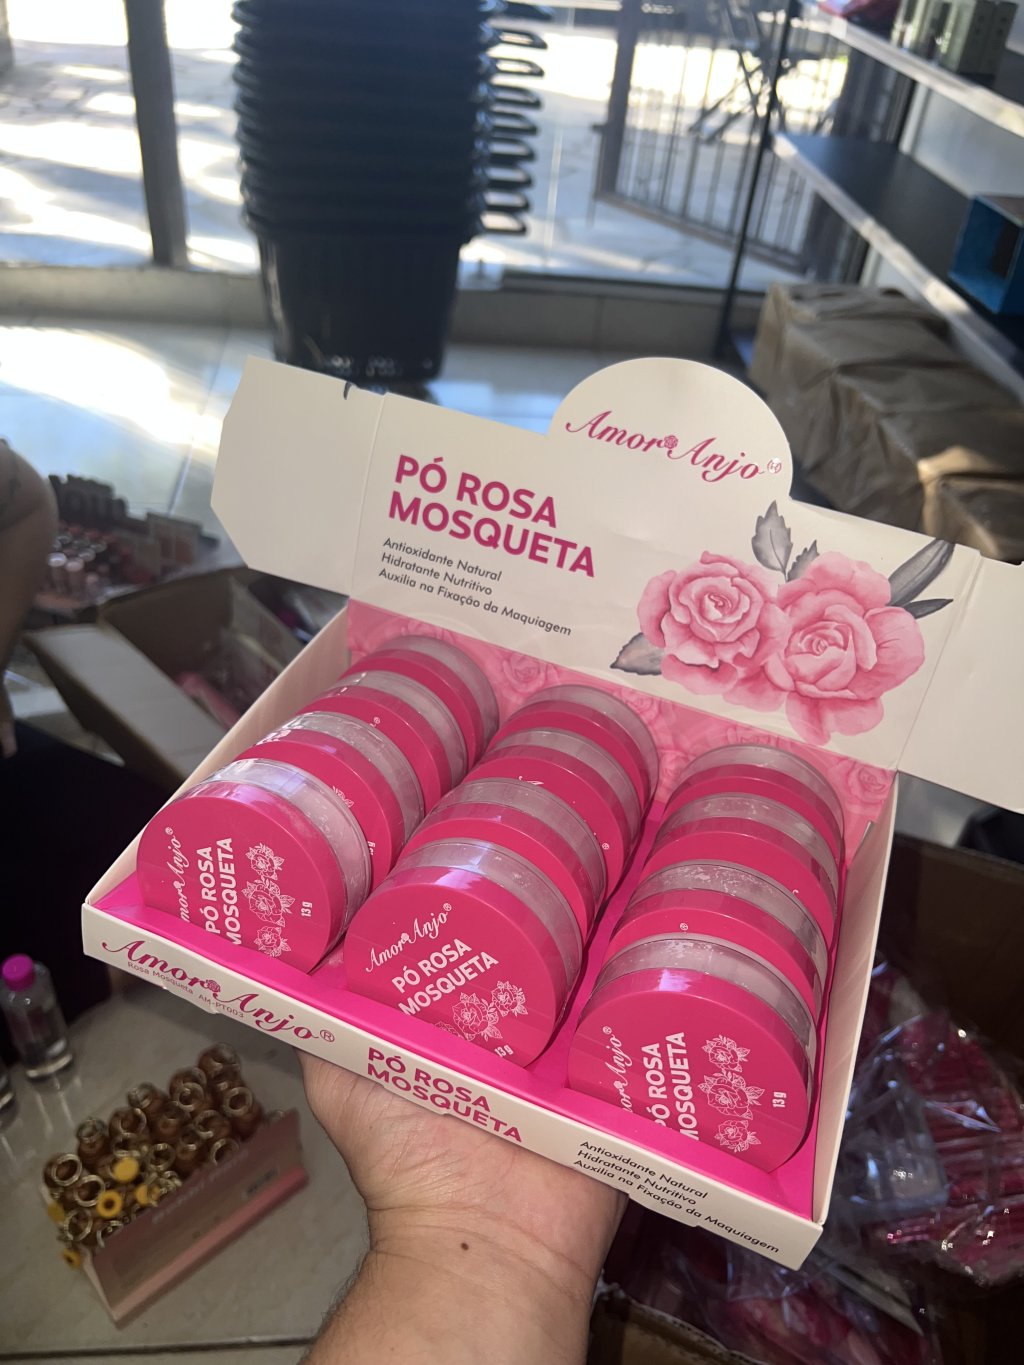 Amor Anjo®
PÓ ROSA
MOSQUETA
Antioxidante Natural
Hidratante Nutritivo
Auxilia na Fixação da Maquiagem
Amor Anjo®
PÓ ROSA
MOSQUETA
13g
Amor Anjo®
PÓ ROSA
MOSQUETA
13g
Amor Anjo®
PÓ ROSA
MOSQUETA
13g
Amor Anjo®
Rosa Mosqueta AM-PT003
PÓ ROSA
MOSQUETA
Antioxidante Natural
Hidratante Nutritivo
Auxilia na Fixação da Maquiagem